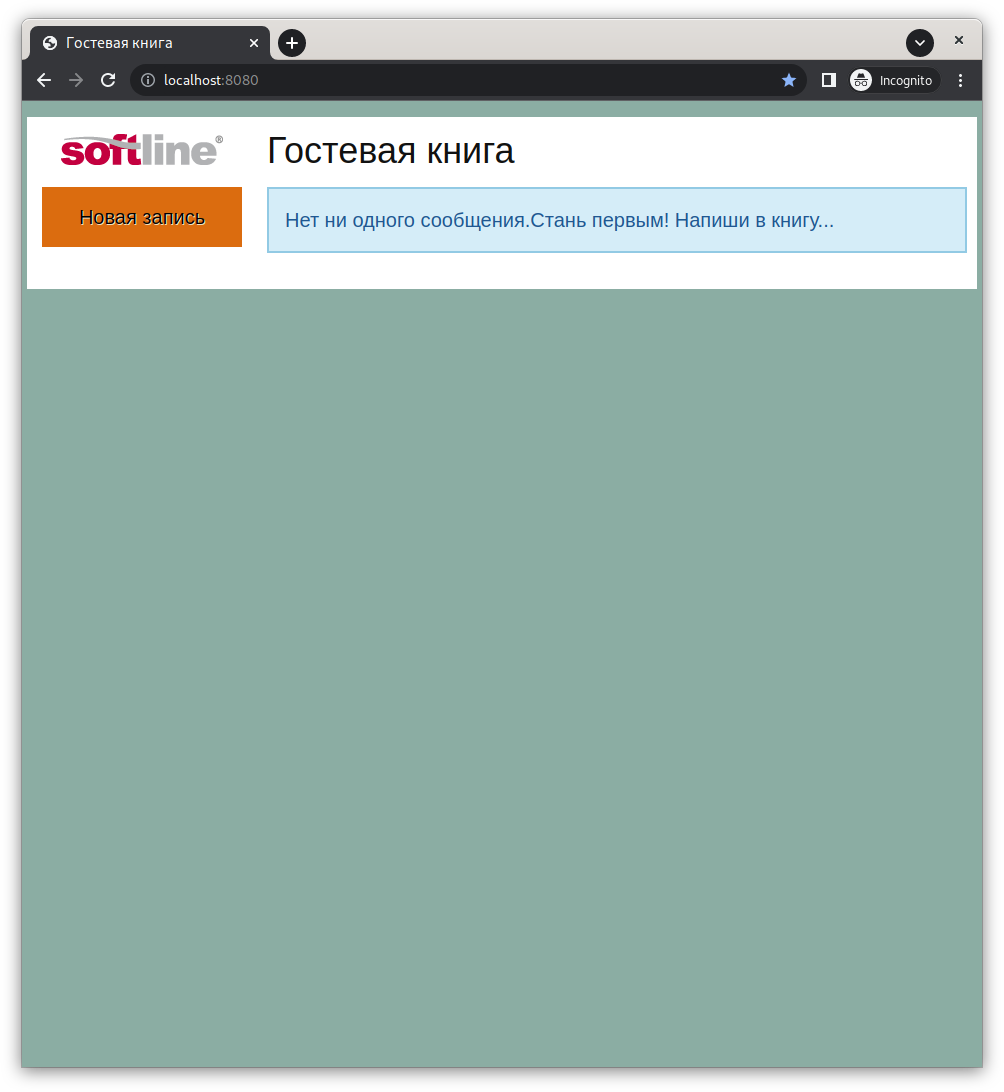 Гостевая книга
localhost:8080
Incognito
softline®
Гостевая книга
Новая запись
Нет ни одного сообщения.Стань первым! Напиши в книгу...